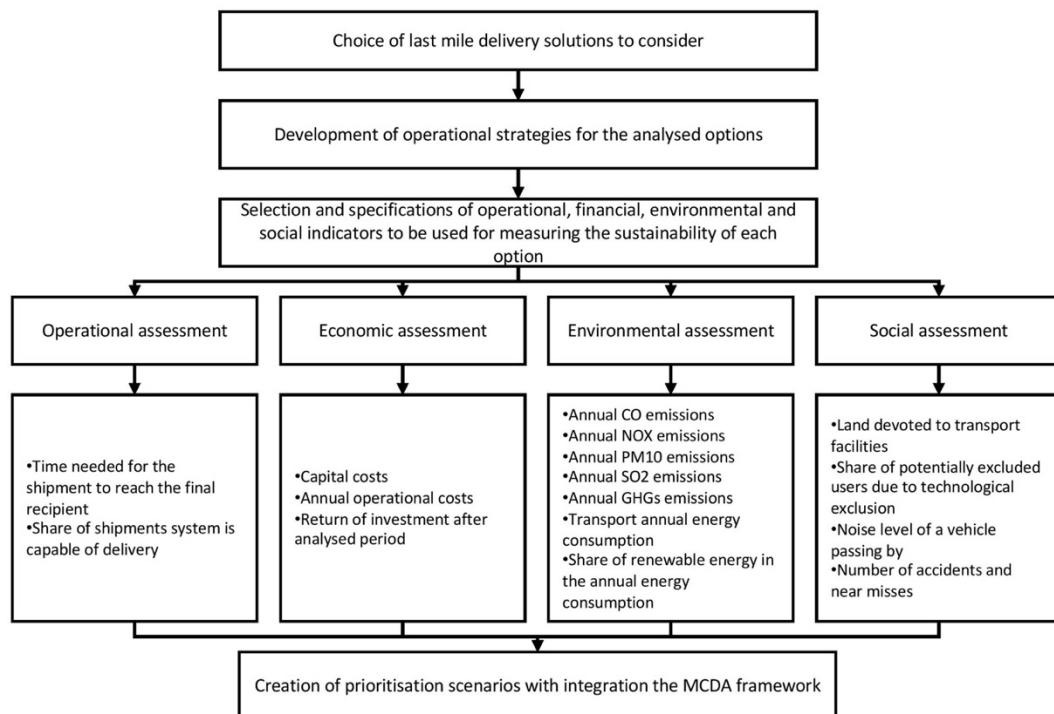 Choice of last mile delivery solutions to consider
Development of operational strategies for the analysed options
Selection and specifications of operational, financial, environmental and
social indicators to be used for measuring the sustainability of each
option
Operational assessment
Economic assessment
Environmental assessment
Social assessment
•Time needed for the
shipment to reach the final
recipient
•Share of shipments system is
capable of delivery
•Capital costs
•Annual operational costs
•Return of investment after
analysed period
•Annual CO emissions
•Annual NOX emissions
•Annual PM10 emissions
•Annual SO2 emissions
•Annual GHGs emissions
•Transport annual energy
consumption
•Share of renewable energy in
the annual energy
consumption
•Land devoted to transport
facilities
•Share of potentially excluded
users due to technological
exclusion
•Noise level of a vehicle
passing by
•Number of accidents and
near misses
Creation of prioritisation scenarios with integration the MCDA framework